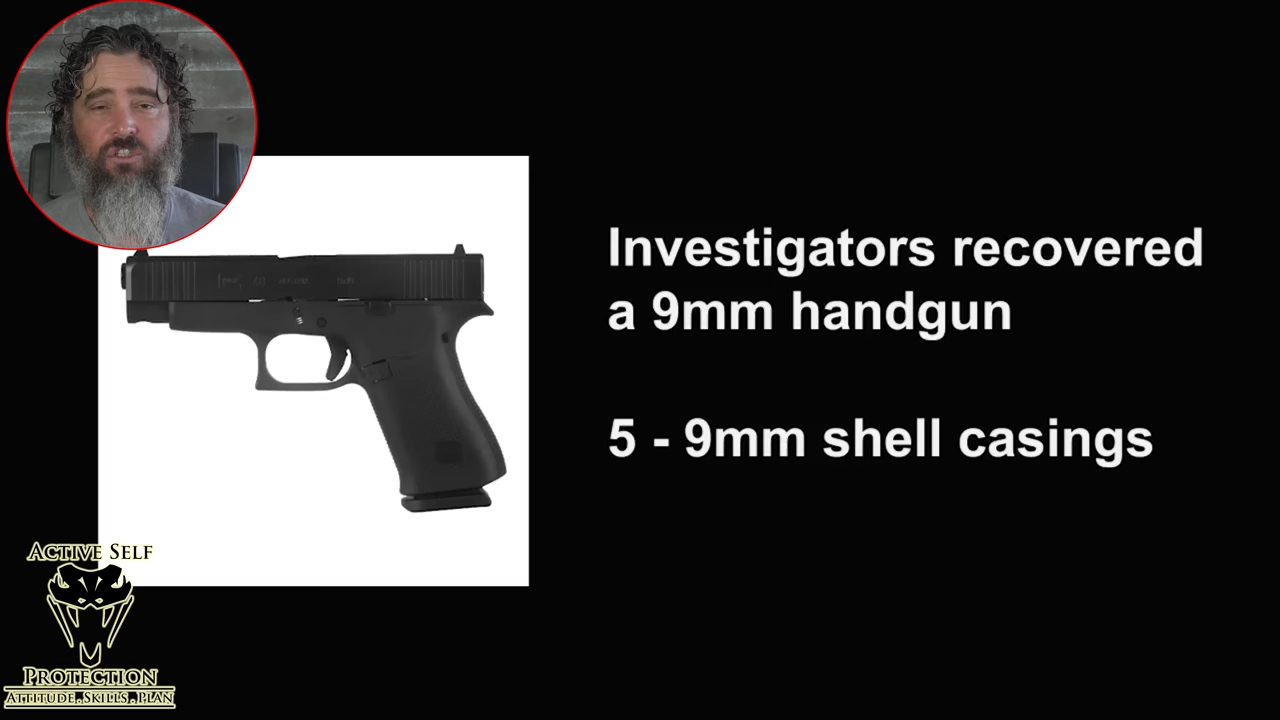 Investigators recovered
a 9mm handgun
5 - 9mm shell casings
ACTIVE SELF
PROTECTION
ATTITUDE.SKILLS.PLAN